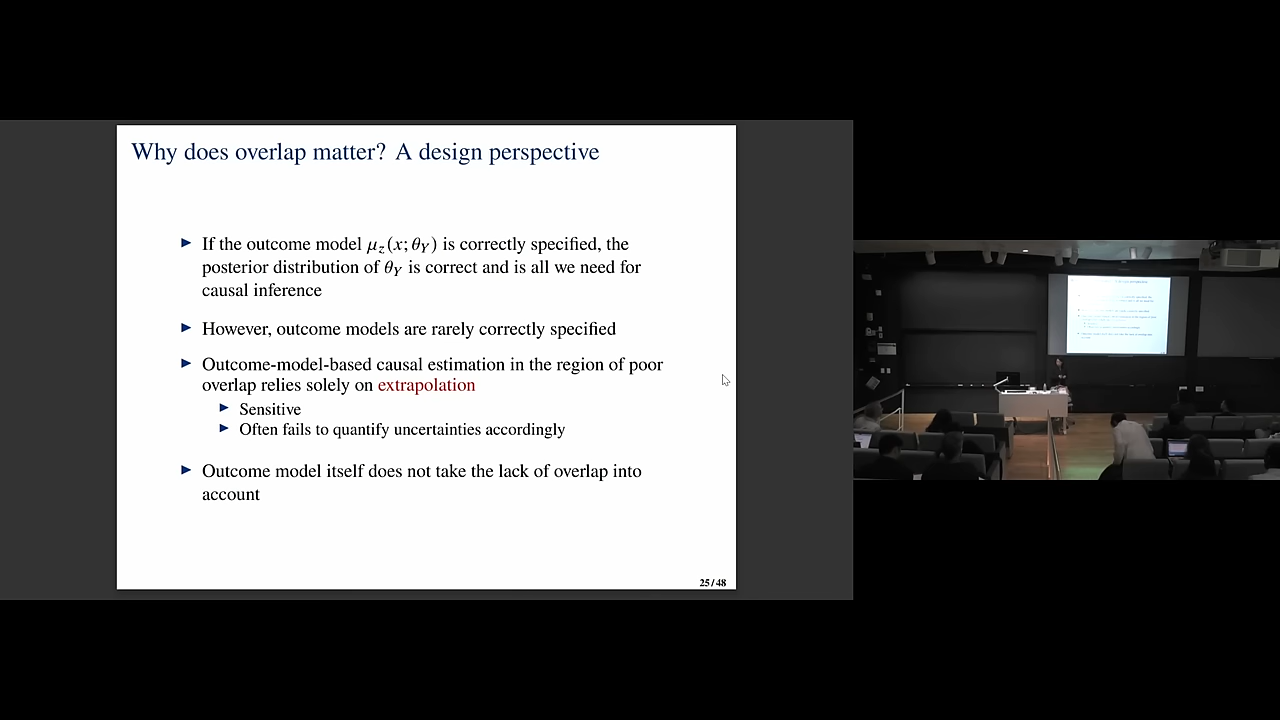 Why does overlap matter? A design perspective
▶ If the outcome model μ_z(x; θ_Y) is correctly specified, the
posterior distribution of θ_Y is correct and is all we need for
causal inference
▶ However, outcome models are rarely correctly specified
▶ Outcome-model-based causal estimation in the region of poor
overlap relies solely on extrapolation
▶ Sensitive
▶ Often fails to quantify uncertainties accordingly
▶ Outcome model itself does not take the lack of overlap into
account
25 / 48